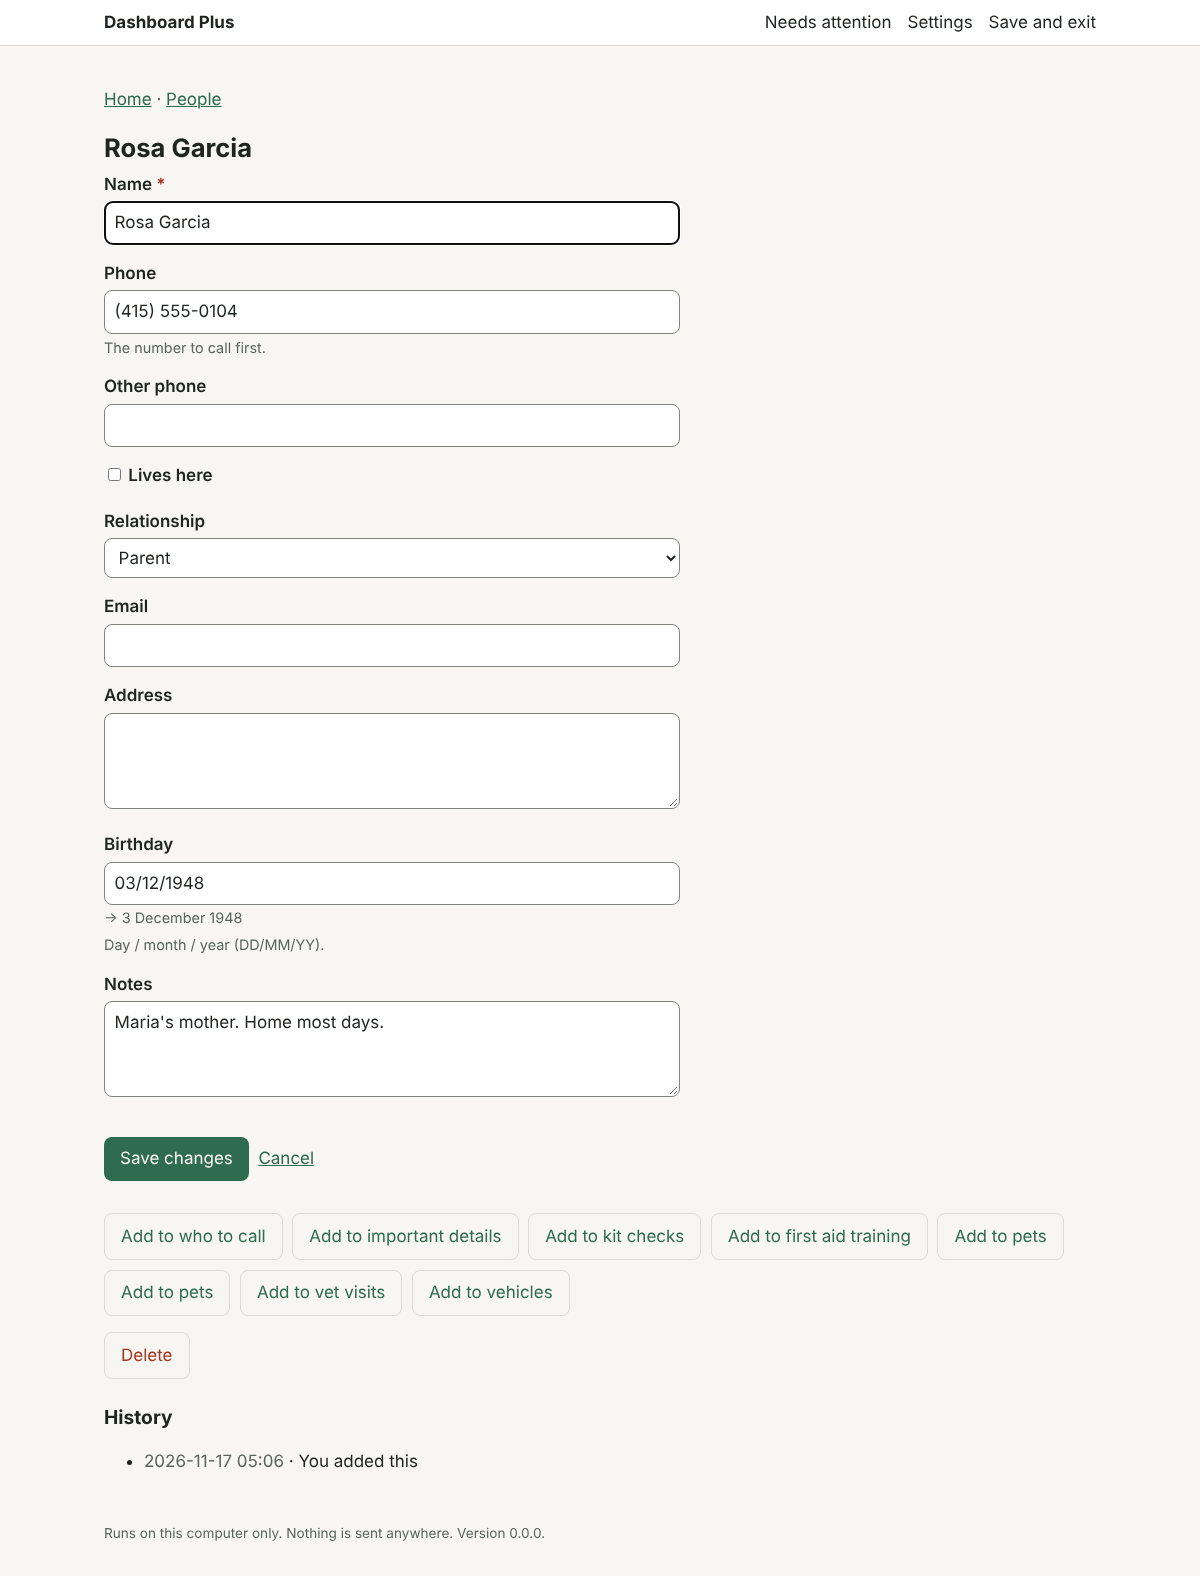 Dashboard Plus
Needs attention Settings Save and exit
Home · People
Rosa Garcia
Name *
Rosa Garcia
Phone
(415) 555-0104
The number to call first.
Other phone
Lives here
Relationship
Parent
Email
Address
Birthday
03/12/1948
→ 3 December 1948
Day / month / year (DD/MM/YY).
Notes
Maria's mother. Home most days.
Save changes Cancel
Add to who to call Add to important details Add to kit checks Add to first aid training Add to pets
Add to pets Add to vet visits Add to vehicles
Delete
History
• 2026-11-17 05:06 · You added this
Runs on this computer only. Nothing is sent anywhere. Version 0.0.0.